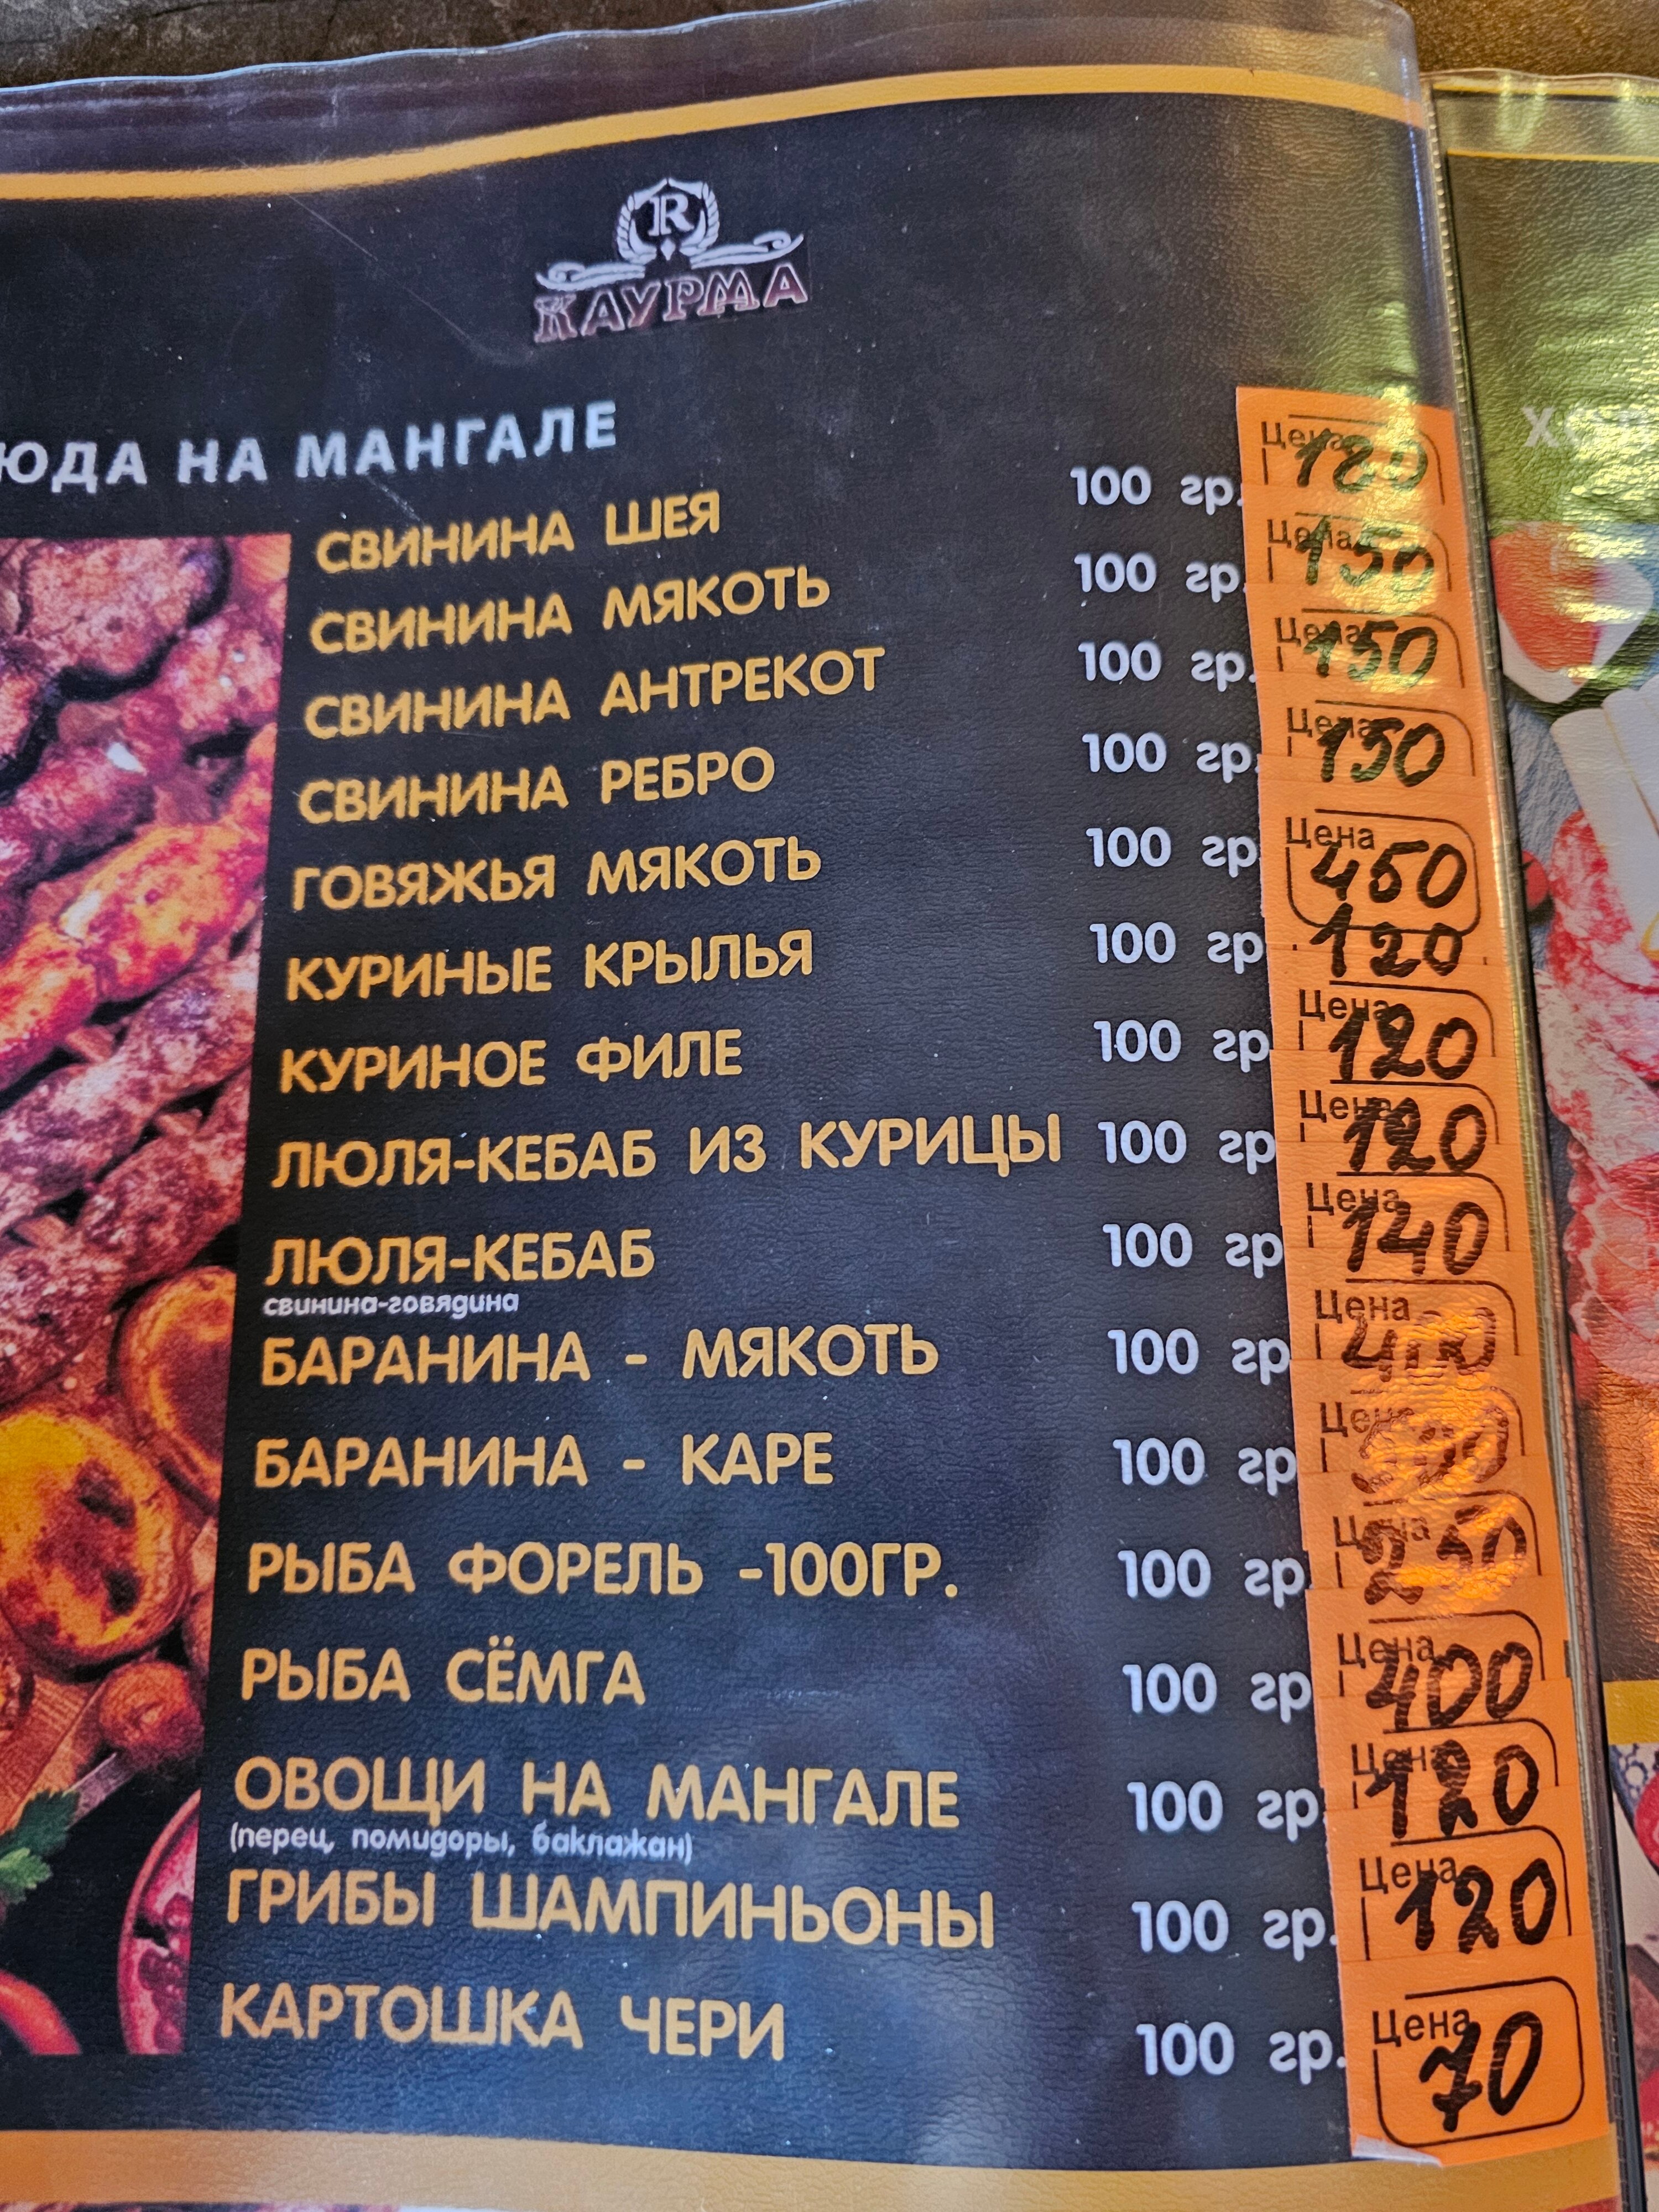 R
КАУРМА
ЮДА НА МАНГАЛЕ
СВИНИНА ШЕЯ 100 гр. Цена 180
СВИНИНА МЯКОТЬ 100 гр. Цена 150
СВИНИНА АНТРЕКОТ 100 гр. Цена 150
СВИНИНА РЕБРО 100 гр. Цена 150
ГОВЯЖЬЯ МЯКОТЬ 100 гр Цена 450
КУРИНЫЕ КРЫЛЬЯ 100 гр 120
КУРИНОЕ ФИЛЕ 100 гр Цена 120
ЛЮЛЯ-КЕБАБ ИЗ КУРИЦЫ 100 гр Цена 120
ЛЮЛЯ-КЕБАБ 100 гр Цена 140
свинина-говядина
БАРАНИНА - МЯКОТЬ 100 гр Цена 400
БАРАНИНА - КАРЕ 100 гр Цена
РЫБА ФОРЕЛЬ -100ГР. 100 гр Цена 250
РЫБА СЁМГА 100 гр Цена 400
ОВОЩИ НА МАНГАЛЕ 100 гр. Цена 120
(перец, помидоры, баклажан)
ГРИБЫ ШАМПИНЬОНЫ 100 гр. Цена 120
КАРТОШКА ЧЕРИ 100 гр. Цена 70